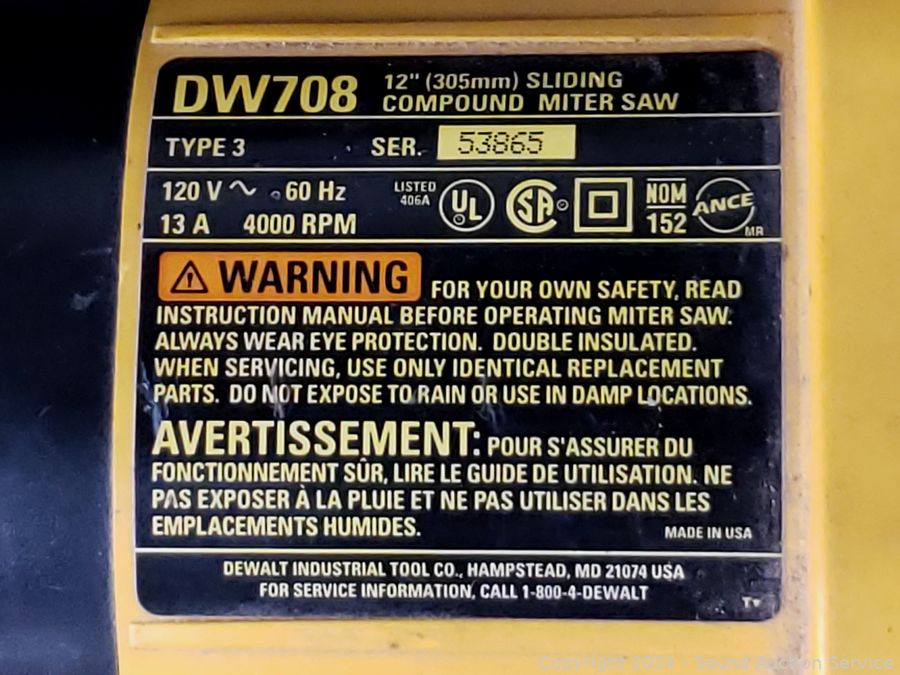 DW708 12" (305mm) SLIDING
COMPOUND MITER SAW
TYPE 3 SER. 53865
120 V ~ 60 Hz
13 A 4000 RPM
LISTED
406A
UL
SA
NOM
152
ANCE
MR
⚠ WARNING FOR YOUR OWN SAFETY, READ
INSTRUCTION MANUAL BEFORE OPERATING MITER SAW.
ALWAYS WEAR EYE PROTECTION. DOUBLE INSULATED.
WHEN SERVICING, USE ONLY IDENTICAL REPLACEMENT
PARTS. DO NOT EXPOSE TO RAIN OR USE IN DAMP LOCATIONS.
AVERTISSEMENT: POUR S'ASSURER DU
FONCTIONNEMENT SÛR, LIRE LE GUIDE DE UTILISATION. NE
PAS EXPOSER À LA PLUIE ET NE PAS UTILISER DANS LES
EMPLACEMENTS HUMIDES.
MADE IN USA
DEWALT INDUSTRIAL TOOL CO., HAMPSTEAD, MD 21074 USA
FOR SERVICE INFORMATION, CALL 1-800-4-DEWALT
Copyright 2024 - Sound Auction Service